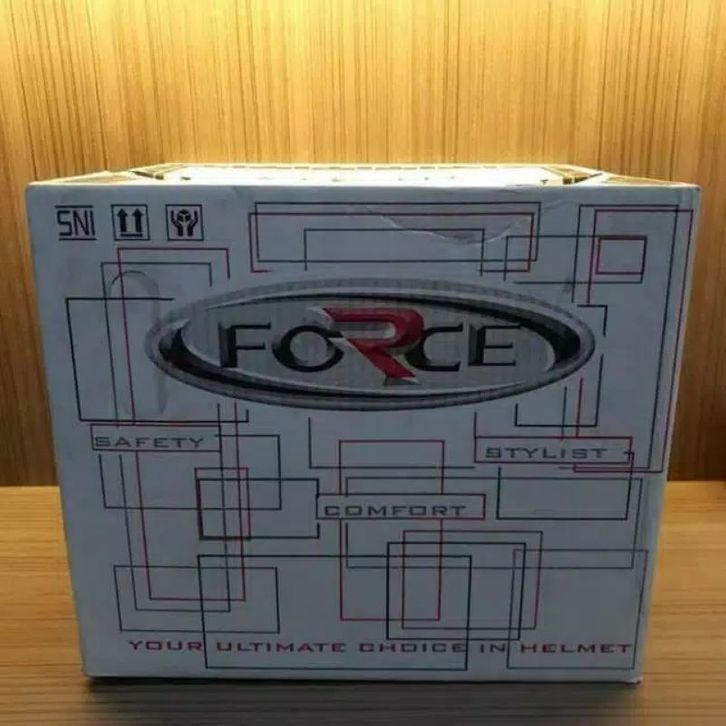 SNI
FORCE
SAFETY
STYLIST
COMFORT
YOUR ULTIMATE CHOICE IN HELMET